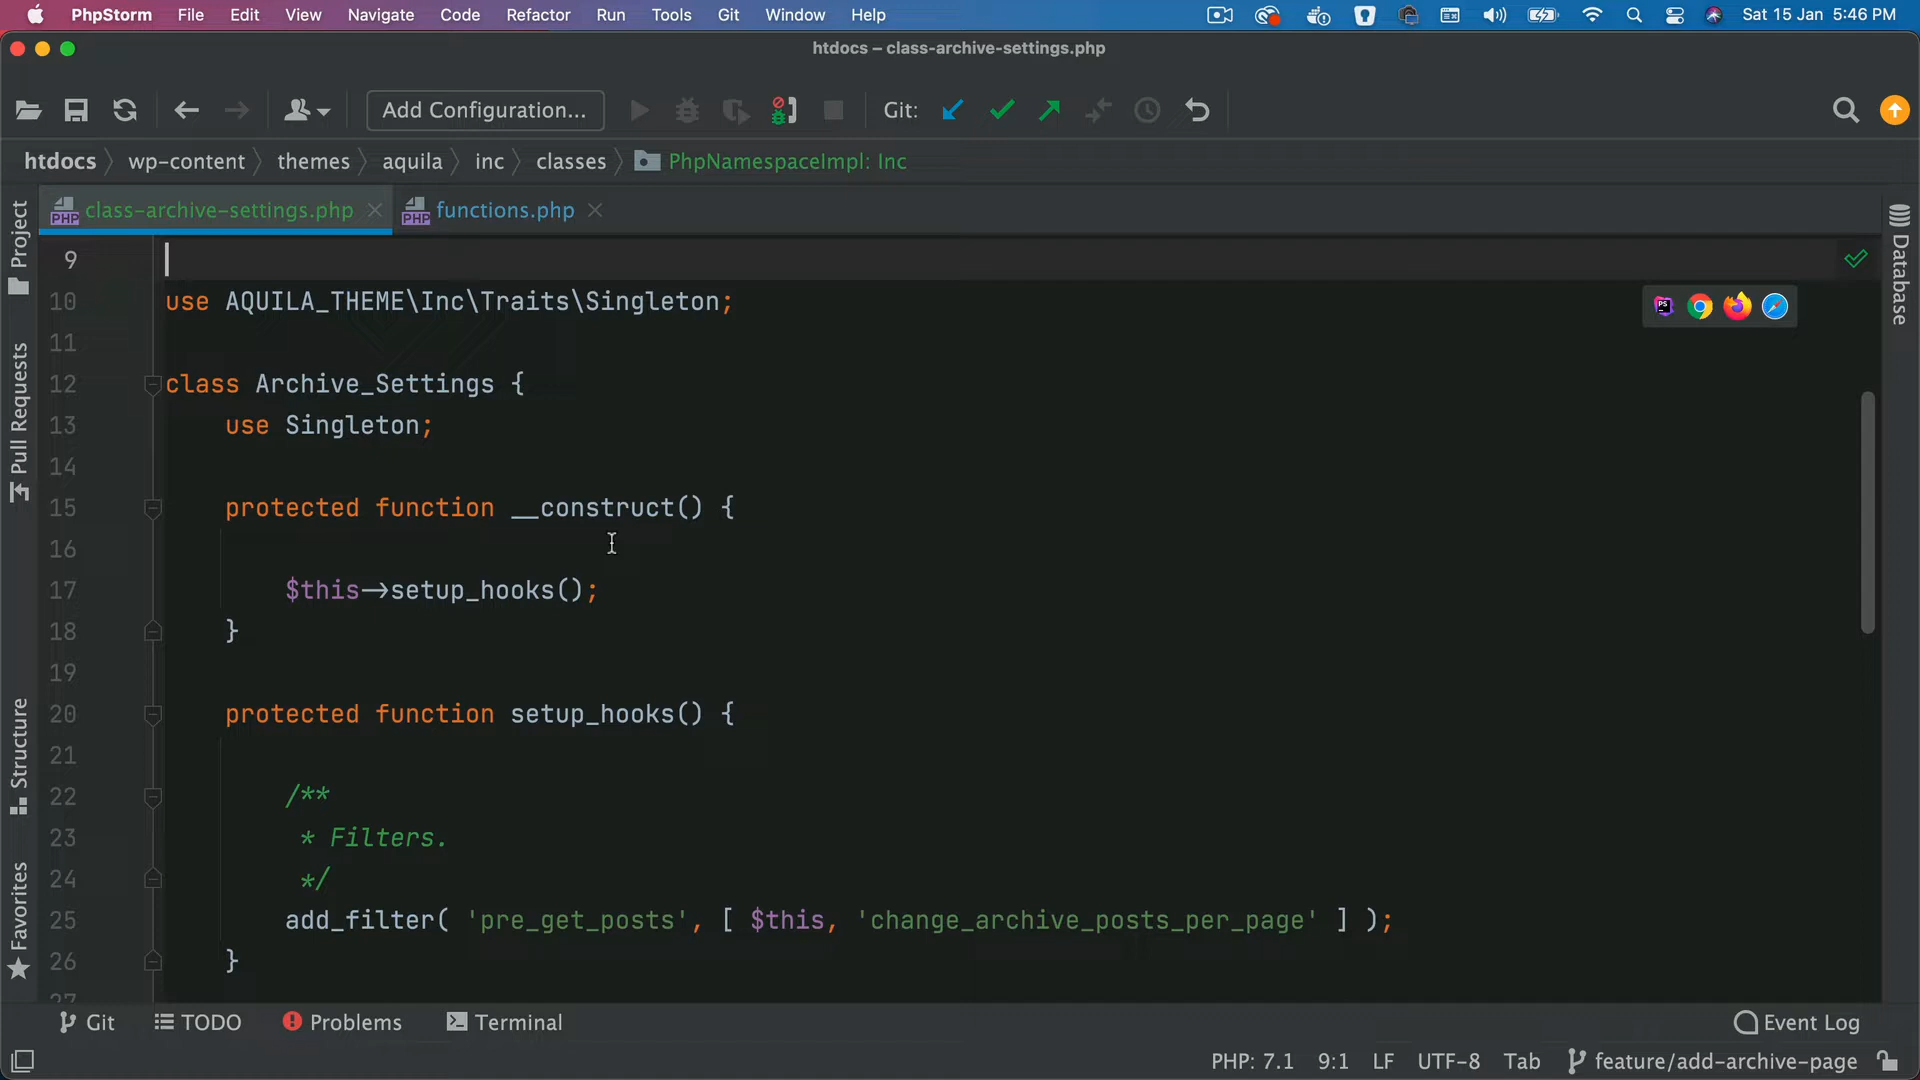 PhpStorm File Edit View Navigate Code Refactor Run Tools Git Window Help Sat 15 Jan 5:46 PM
htdocs – class-archive-settings.php
Add Configuration... Git:
htdocs wp-content themes aquila inc classes PhpNamespaceImpl: Inc
PHP class-archive-settings.php PHP functions.php
Project
Pull Requests
Structure
Favorites
Database
PS
9
10 use AQUILA_THEME\Inc\Traits\Singleton;
11
12 class Archive_Settings {
13 use Singleton;
14
15 protected function __construct() {
16
17 $this->setup_hooks();
18 }
19
20 protected function setup_hooks() {
21
22 /**
23 * Filters.
24 */
25 add_filter( 'pre_get_posts', [ $this, 'change_archive_posts_per_page' ] );
26 }
27
Git TODO Problems Terminal Event Log
PHP: 7.1 9:1 LF UTF-8 Tab feature/add-archive-page